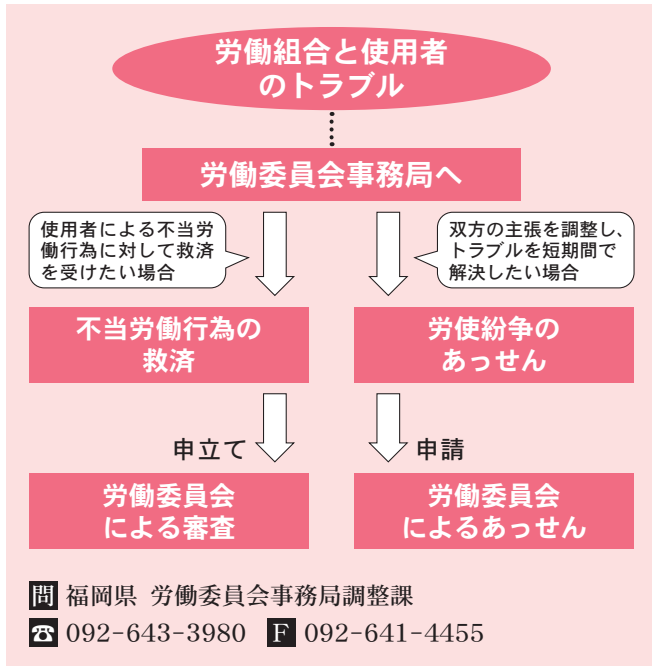 労働組合と使用者
のトラブル
労働委員会事務局へ
使用者による不当労
働行為に対して救済
を受けたい場合
双方の主張を調整し、
トラブルを短期間で
解決したい場合
不当労働行為の
救済
労使紛争の
あっせん
申立て
申請
労働委員会
による審査
労働委員会
によるあっせん
問 福岡県 労働委員会事務局調整課
☎ 092-643-3980 F 092-641-4455